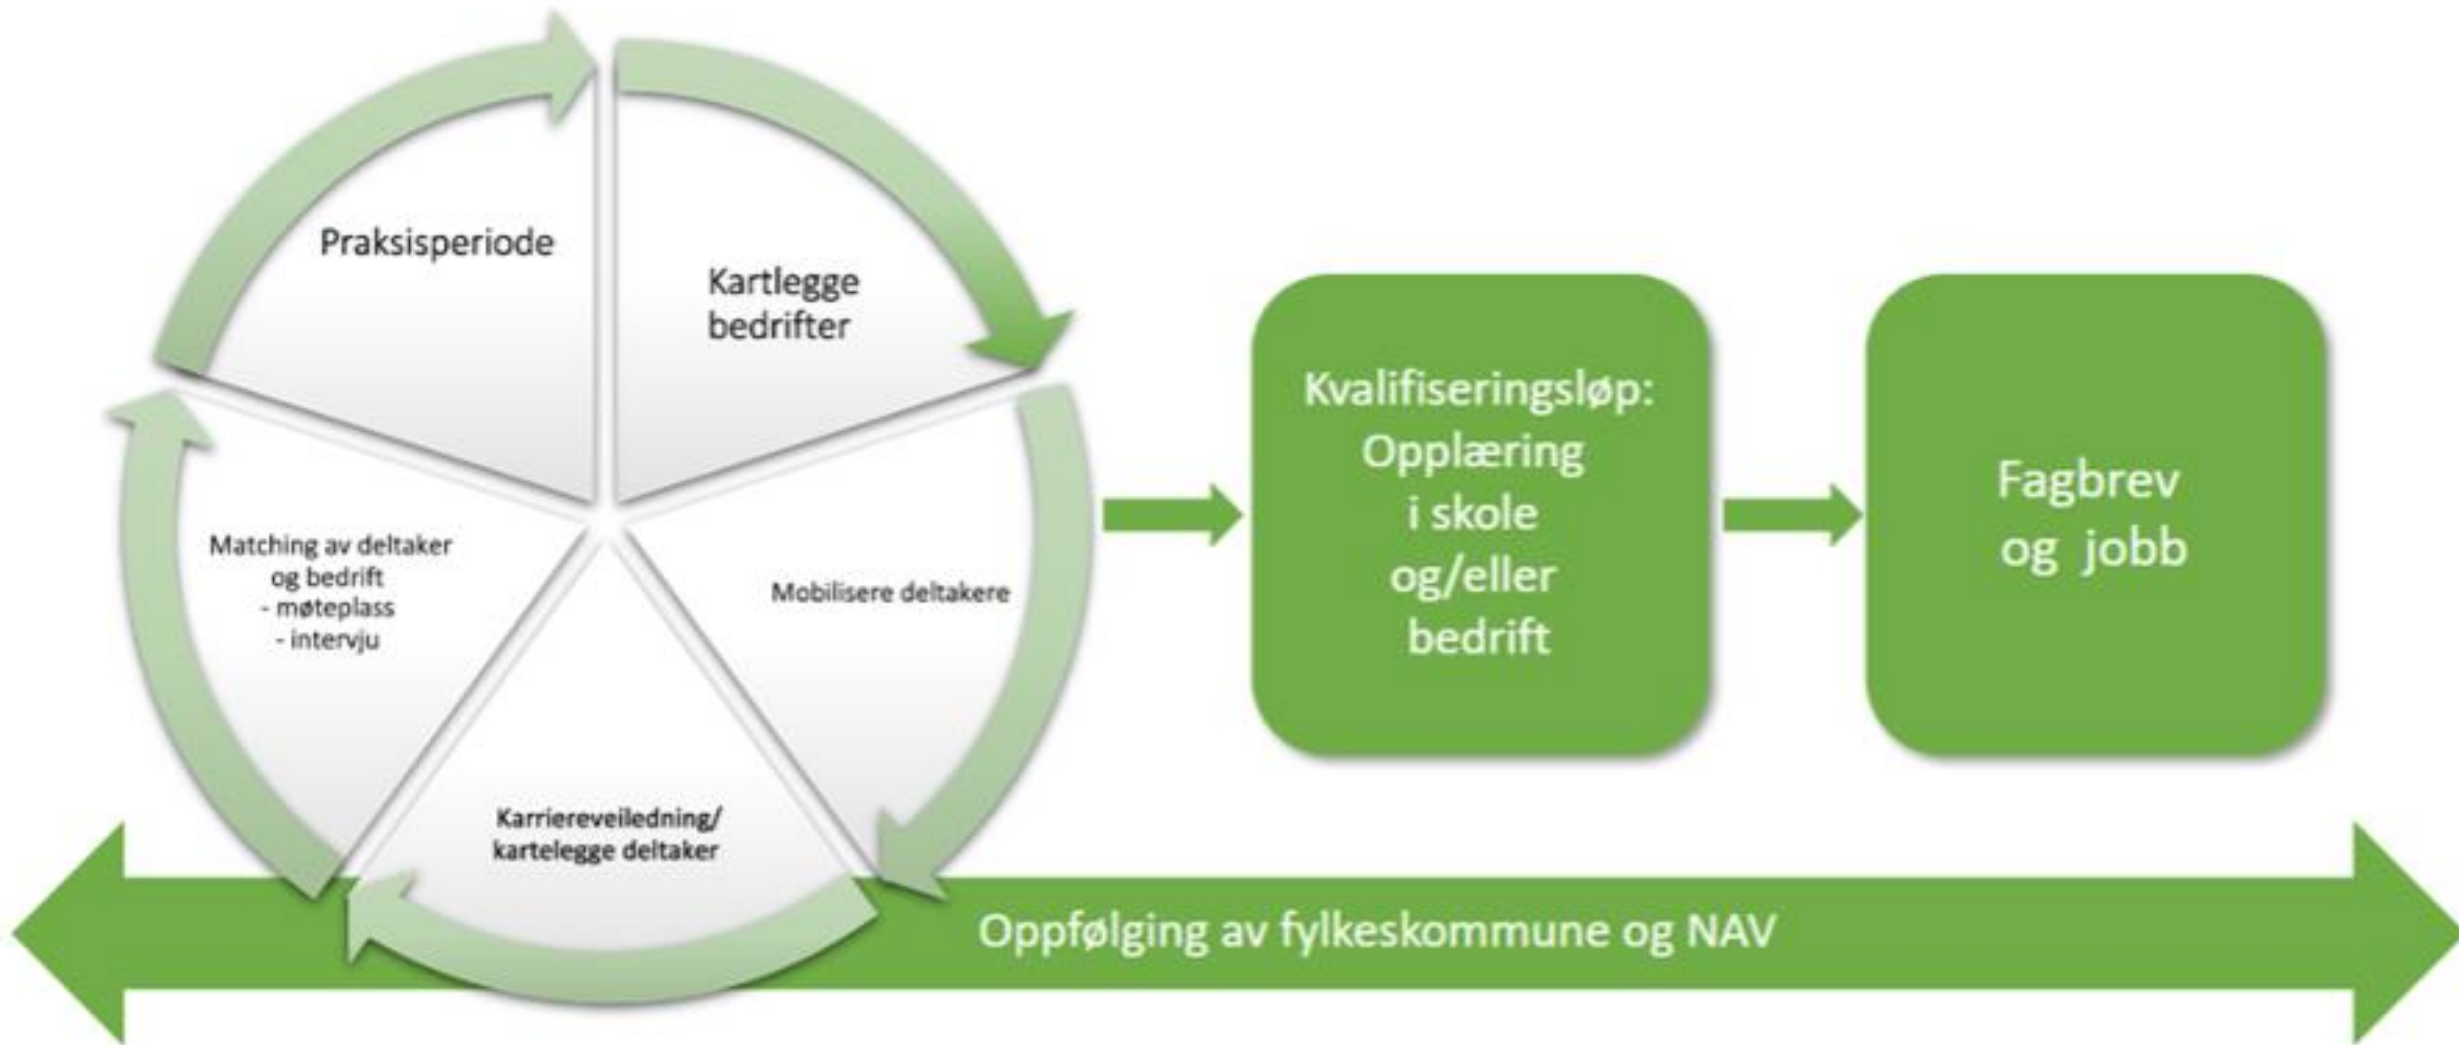 Praksisperiode
Kartlegge
bedrifter
Mobilisere deltakere
Karriereveiledning/
kartelegge deltaker
Matching av deltaker
og bedrift
- møteplass
- intervju
Kvalifiseringsløp:
Opplæring
i skole
og/eller
bedrift
Fagbrev
og jobb
Oppfølging av fylkeskommune og NAV